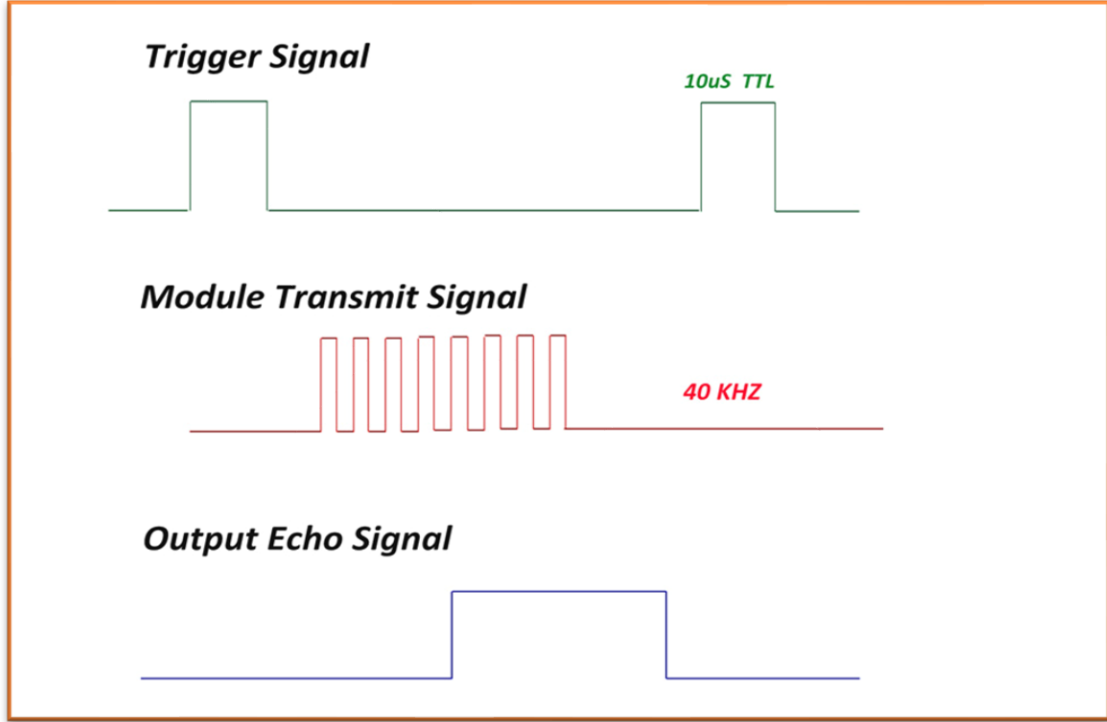 Trigger Signal
10uS TTL
Module Transmit Signal
40 KHZ
Output Echo Signal